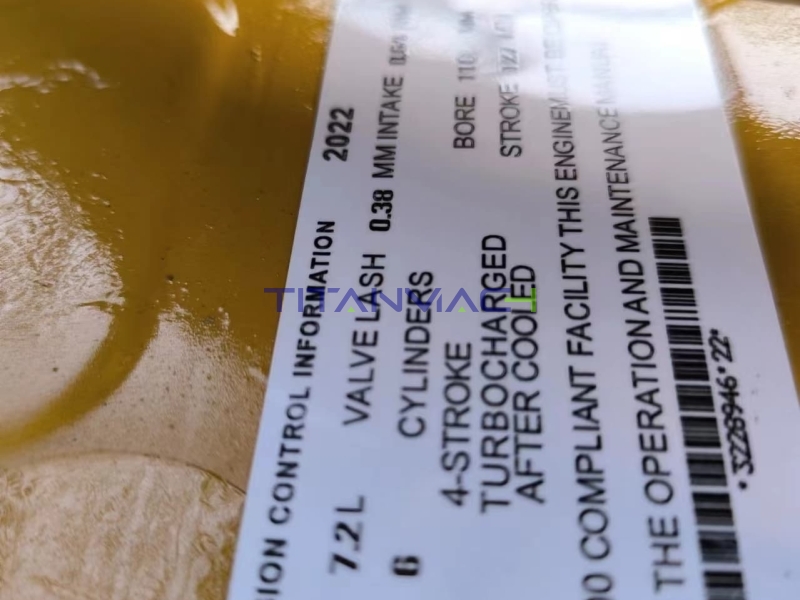 ION CONTROL INFORMATION 2022
7.2 L VALVE LASH 0.38 MM INTAKE
6 CYLINDERS
4-STROKE BORE
TURBOCHARGED STROKE
AFTER COOLED
COMPLIANT FACILITY THIS ENGINE
THE OPERATION AND MAINTENANCE
*3228946*22*
TITANMACH